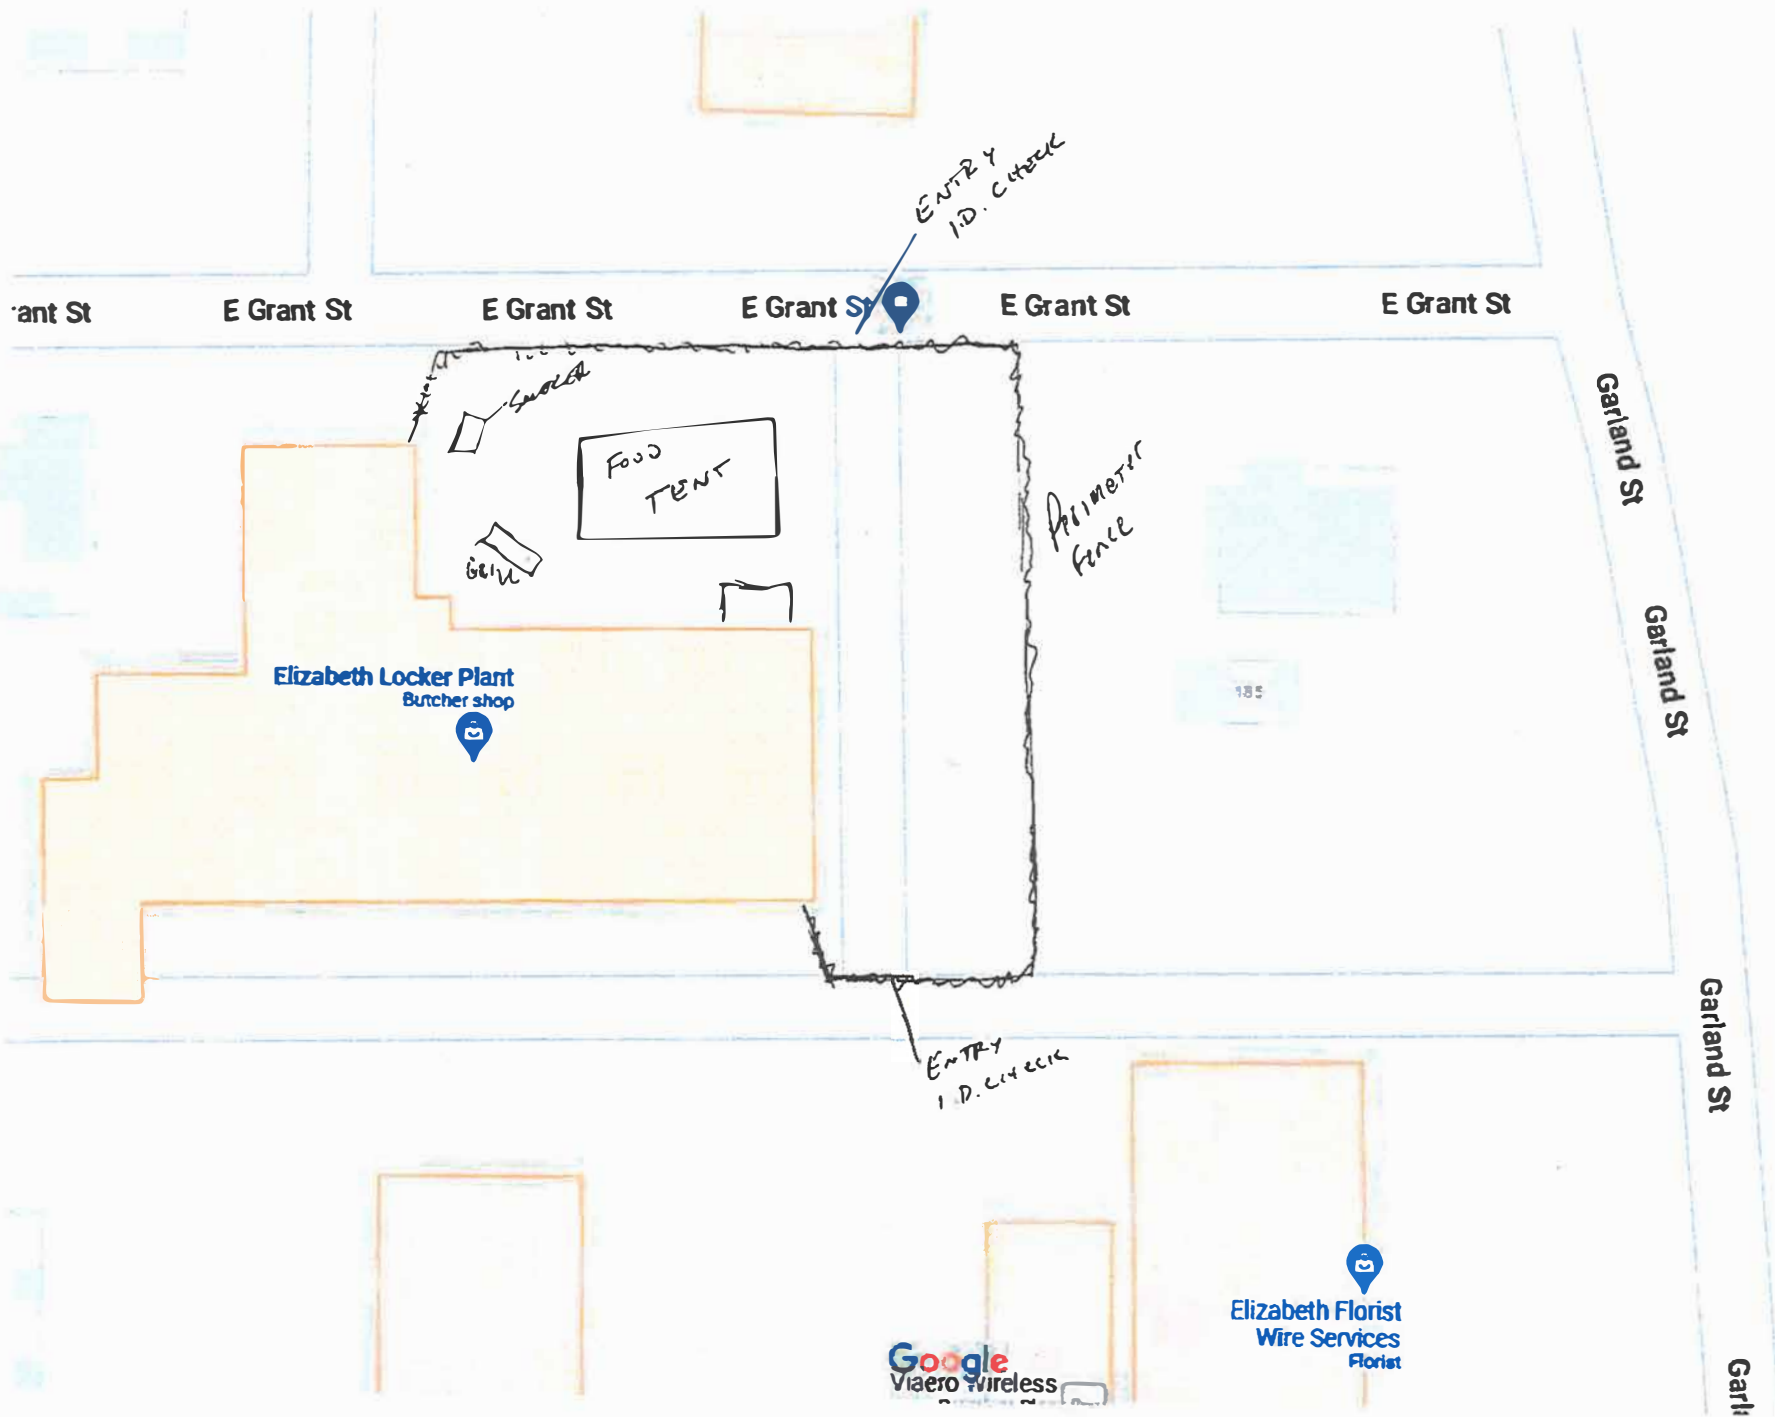 ENTRY
I.D. CHECK
ant St
E Grant St
E Grant St
E Grant St
E Grant St
E Grant St
SMOKER
FOOD
TENT
GRILL
PERIMETER
FENCE
Garland St
Garland St
Elizabeth Locker Plant
Butcher shop
185
ENTRY
I.D. CHECK
Garland St
Elizabeth Florist
Wire Services
Florist
Google
Viaero Wireless
Garl